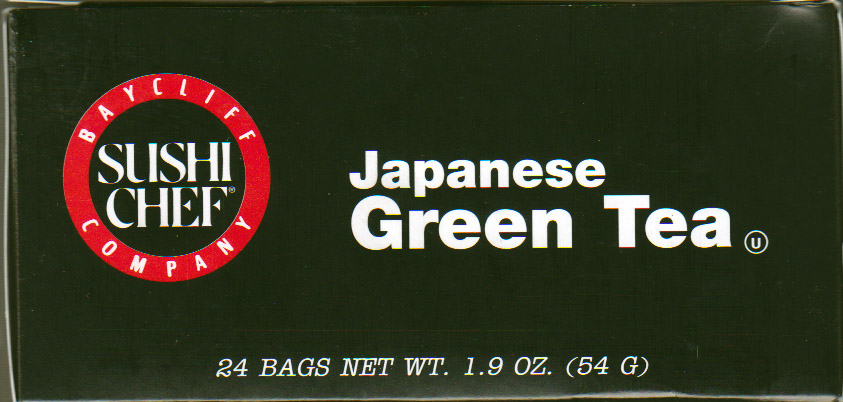 BAYCLIFF
SUSHI
CHEF®
COMPANY
Japanese
Green Tea Ⓤ
24 BAGS NET WT. 1.9 OZ. (54 G)